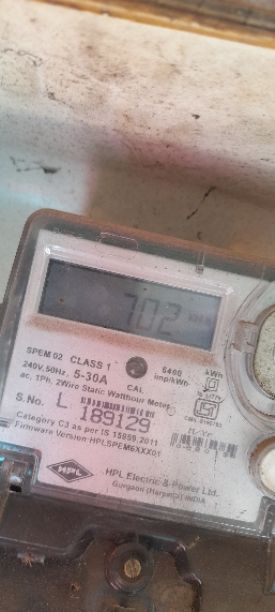 702
SPEM 02 CLASS 1
240V, 50Hz, 5-30A
CAL
6400
imp/kWh
kWh
ac, 1Ph, 2Wire Static Watthour Meter
S.No. L 189129
Category C3 as per IS 15959.2011
Firmware Version HPLSPEM6XXX01
HPL
HPL Electric & Power Ltd.
Gurgaon (Haryana) INDIA